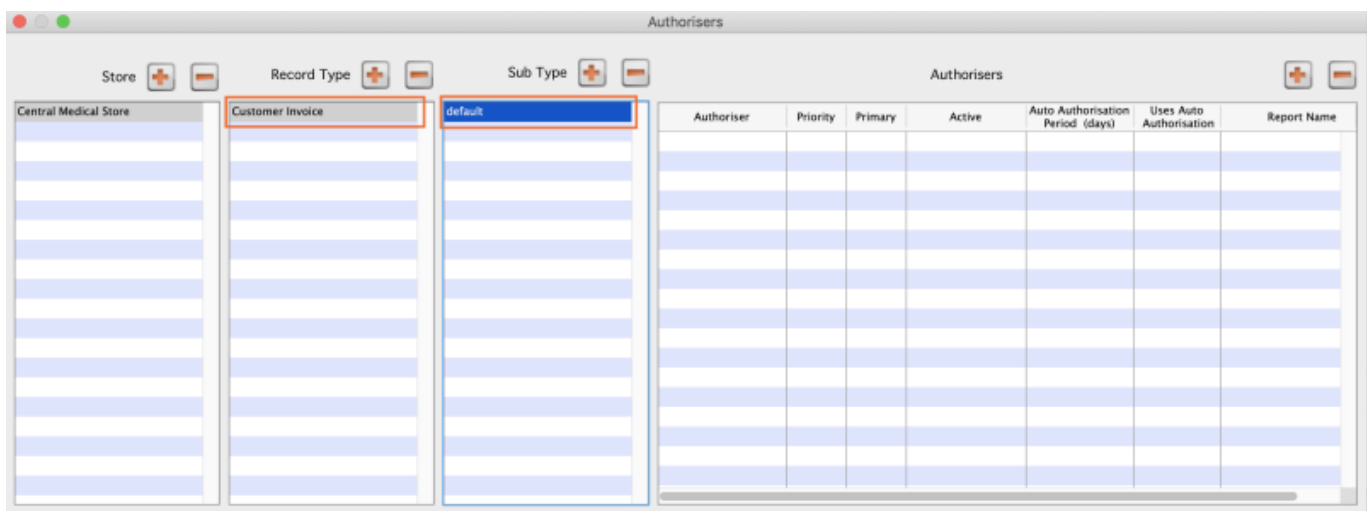 Authorisers
Store
Record Type
Sub Type
Authorisers
Central Medical Store
Customer Invoice
default
Authoriser
Priority
Primary
Active
Auto Authorisation
Period (days)
Uses Auto
Authorisation
Report Name